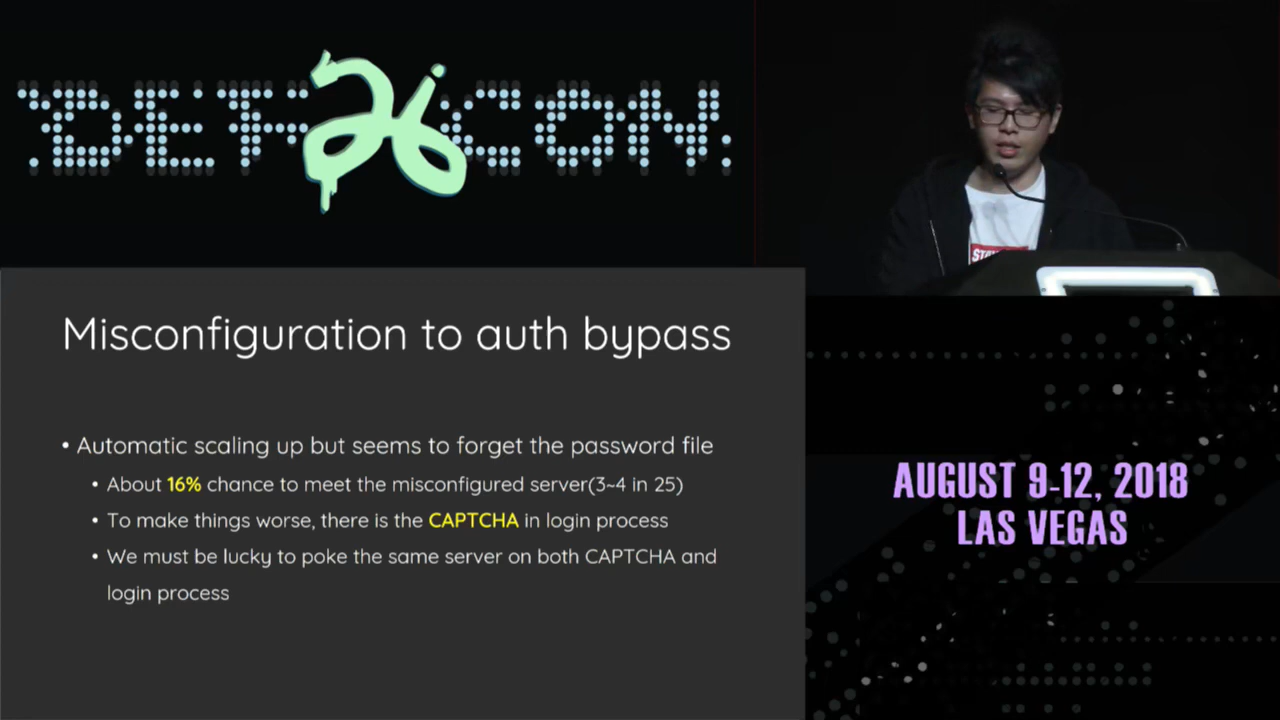 DEF 26 CON
Misconfiguration to auth bypass
• Automatic scaling up but seems to forget the password file
• About 16% chance to meet the misconfigured server(3~4 in 25)
• To make things worse, there is the CAPTCHA in login process
• We must be lucky to poke the same server on both CAPTCHA and
login process
AUGUST 9-12, 2018
LAS VEGAS